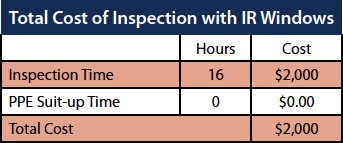 Total Cost of Inspection with IR Windows
Hours Cost
Inspection Time 16 $2,000
PPE Suit-up Time 0 $0.00
Total Cost $2,000